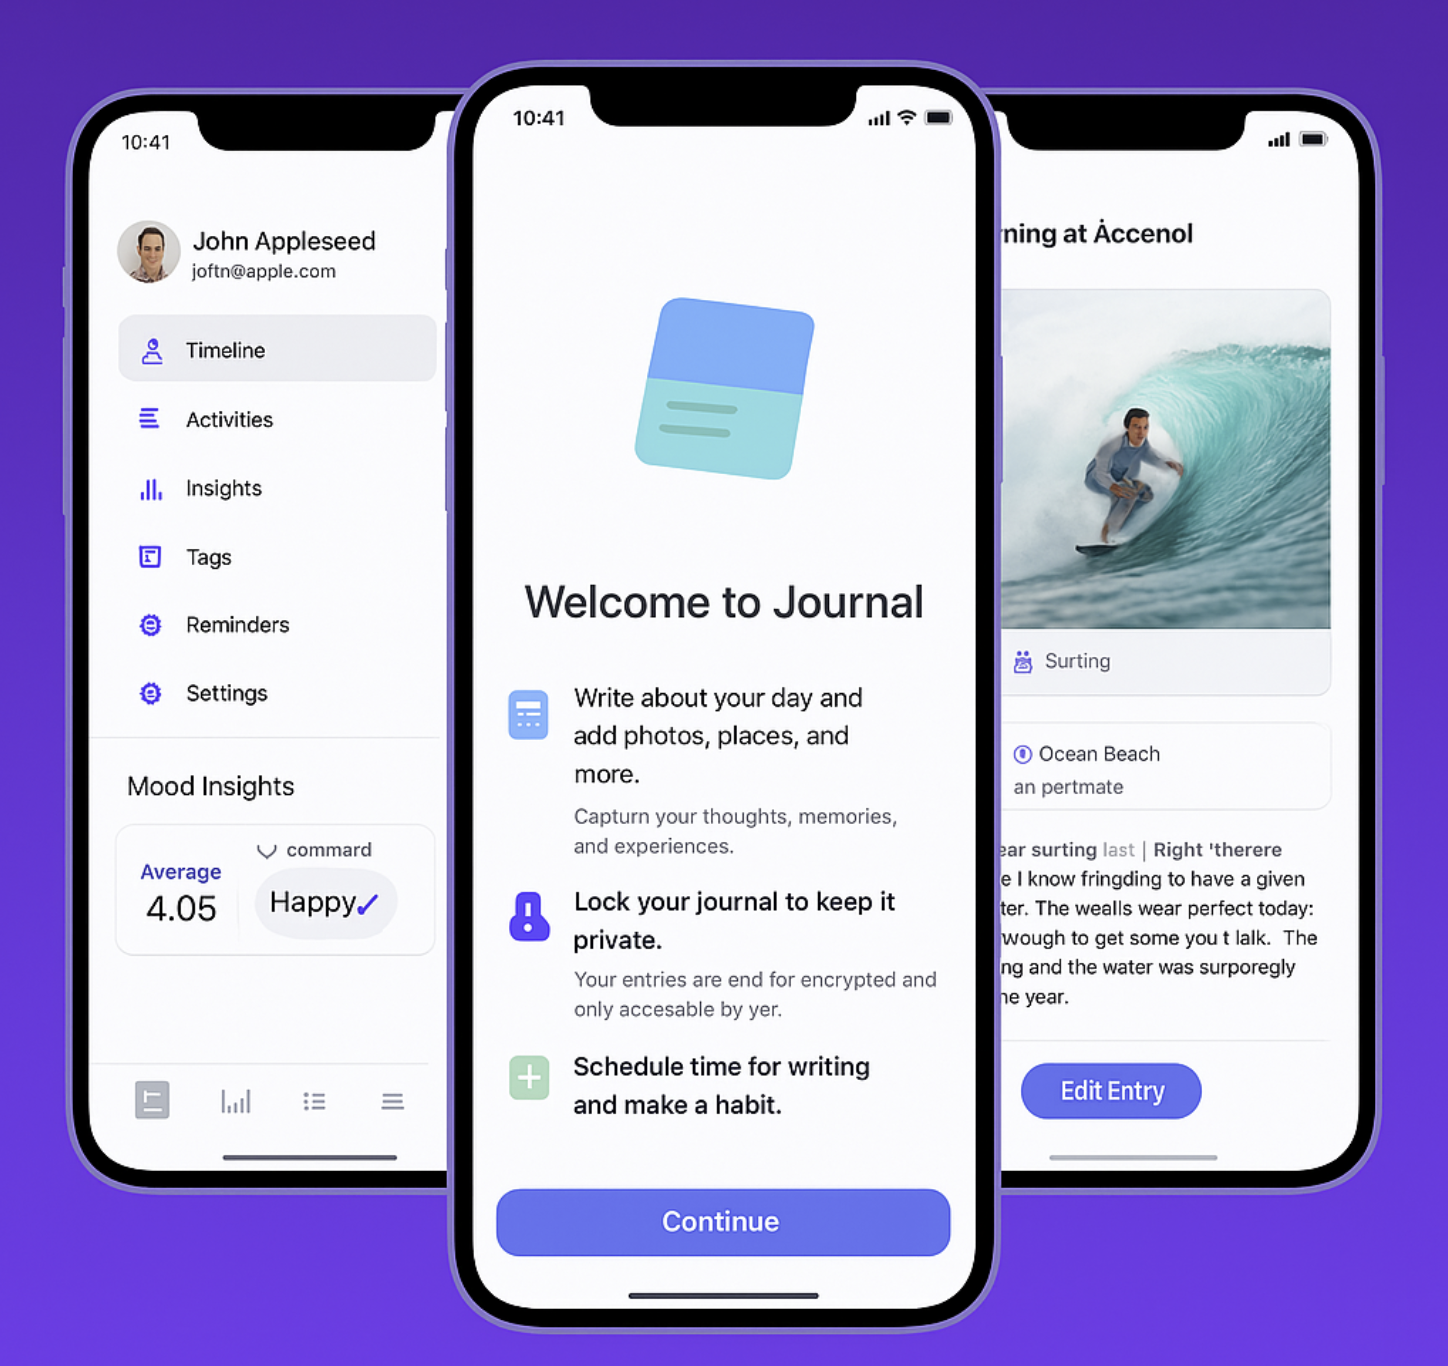 10:41
John Appleseed
joftn@apple.com
Timeline
Activities
Insights
Tags
Reminders
Settings
Mood Insights
commard
Average
4.05
Happy
10:41
Welcome to Journal
Write about your day and
add photos, places, and
more.
Capturn your thoughts, memories,
and experiences.
Lock your journal to keep it
private.
Your entries are end for encrypted and
only accesable by yer.
Schedule time for writing
and make a habit.
Continue
rning at Ȧccenol
Surting
Ocean Beach
an pertmate
ear surting last | Right 'therere
e I know fringding to have a given
ter. The wealls wear perfect today:
wough to get some you t lalk. The
ng and the water was surporegly
he year.
Edit Entry